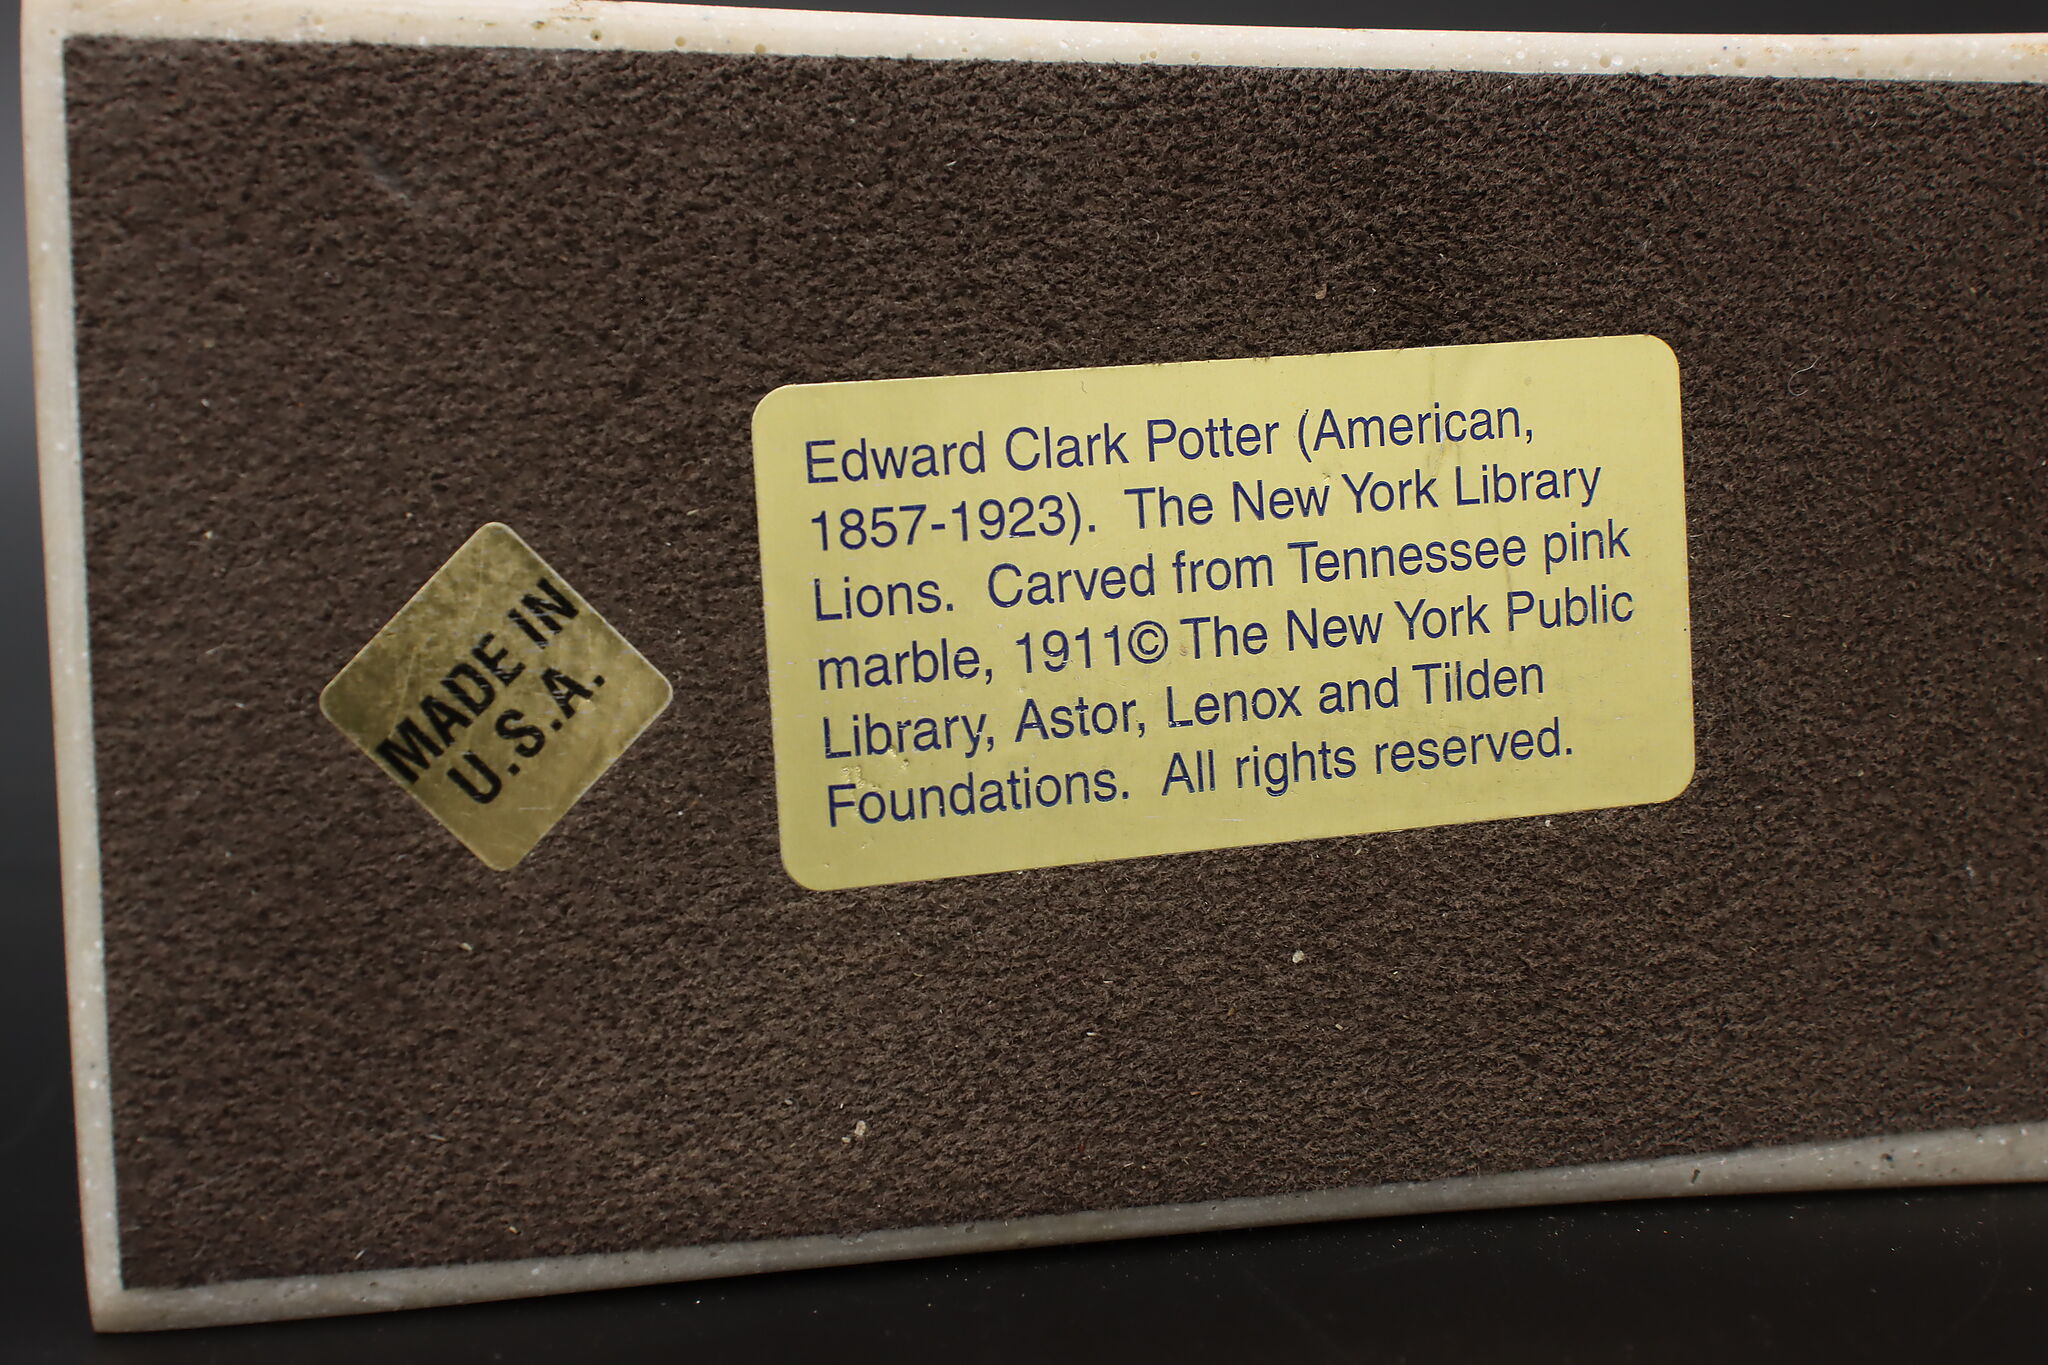 MADE IN
U.S.A.
Edward Clark Potter (American,
1857-1923).  The New York Library
Lions.  Carved from Tennessee pink
marble, 1911© The New York Public
Library, Astor, Lenox and Tilden
Foundations.  All rights reserved.